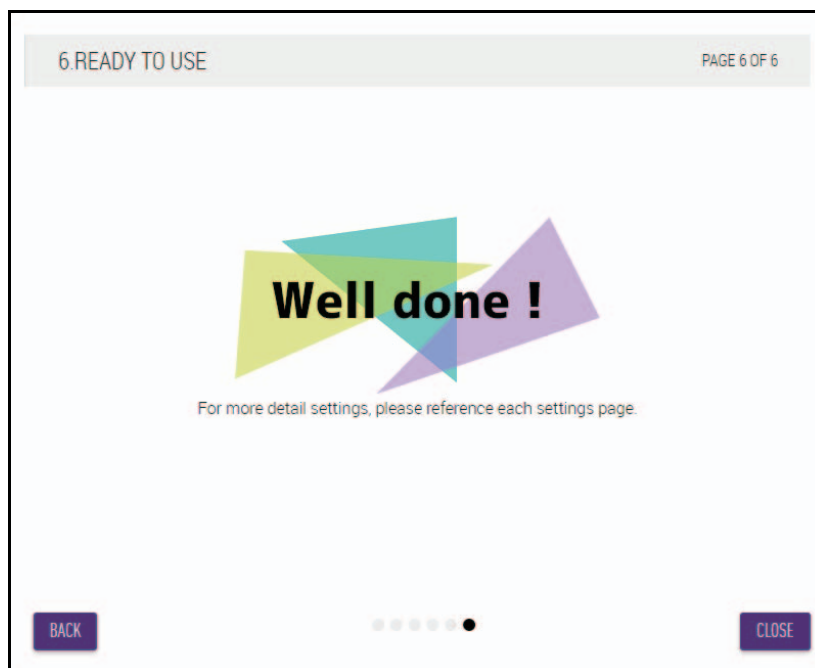 6.READY TO USE
PAGE 6 OF 6
Well done !
For more detail settings, please reference each settings page.
BACK
CLOSE